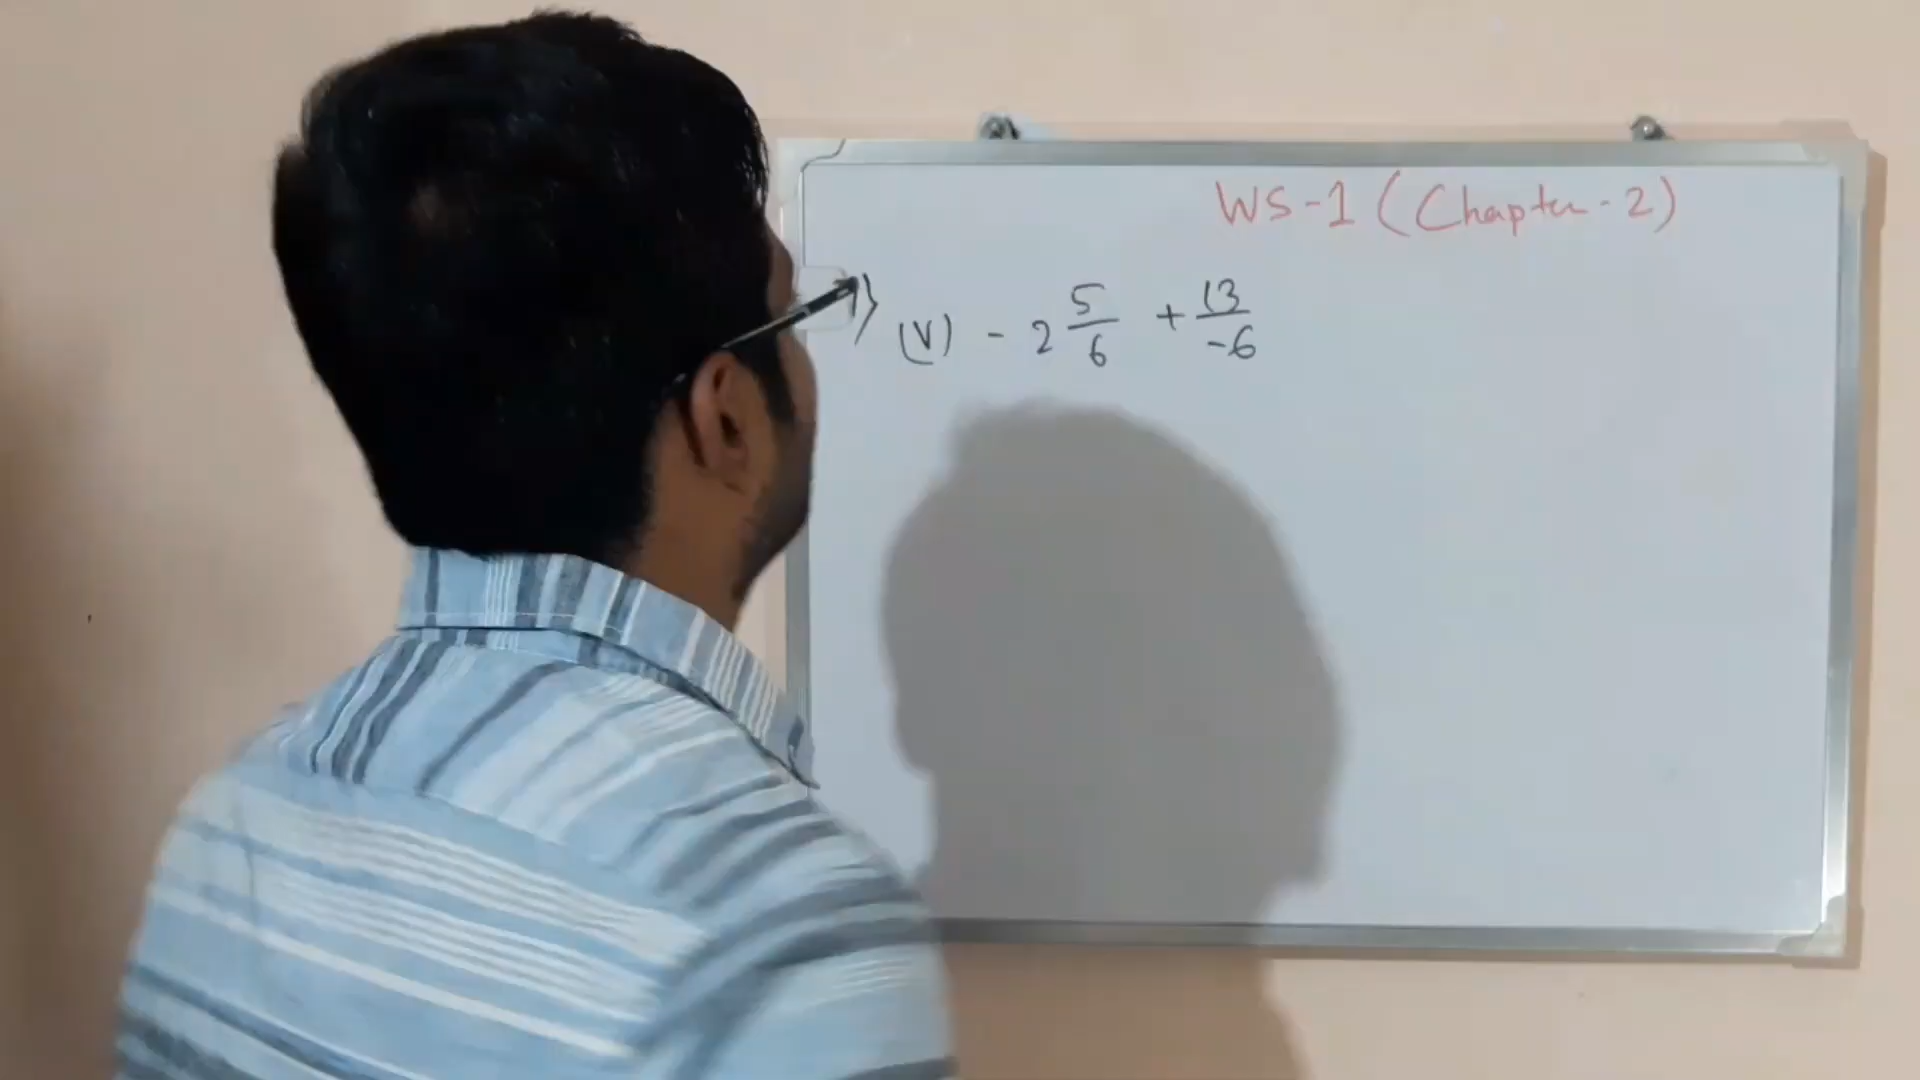 WS-1 (Chapter-2)
(V) - 2 5/6 + 13/-6